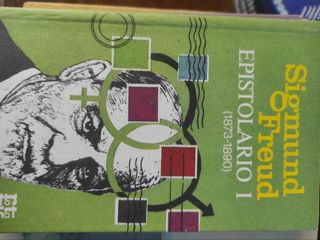 Sigmund
Freud
EPISTOLARIO I
(1873-1890)